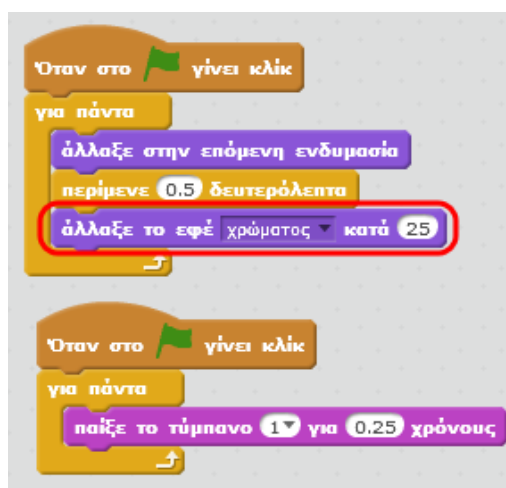 Όταν στο γίνει κλίκ
για πάντα
άλλαξε στην επόμενη ενδυμασία
περίμενε 0.5 δευτερόλεπτα
άλλαξε το εφέ χρώματος κατά 25
Όταν στο γίνει κλίκ
για πάντα
παίξε το τύμπανο 1 για 0.25 χρόνους